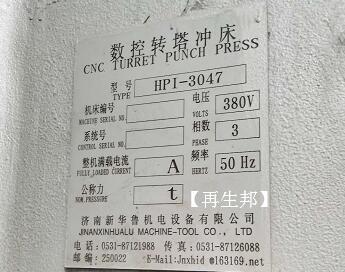 数控转塔冲床
CNC TURRET PUNCH PRESS
型号 TYPE HPI-3047
机床编号 MACHINE SERIAL NO. 电压 VOLTS 380V
系统号 CONTROL SERIAL NO. 相数 PHASE 3
整机满载电流 FULLY LOADED CURRENT A 频率 HERTZ 50 Hz
公称力 NOM.PRESSURE t
【再生邦】
济南新华鲁机电设备有限公司
JINANXINHUALU MACHINE-TOOL CO., LTD
电话:0531-87121988 传真:0531-87126088
邮编:250022 E-Mail:Jnxhid @163169.net